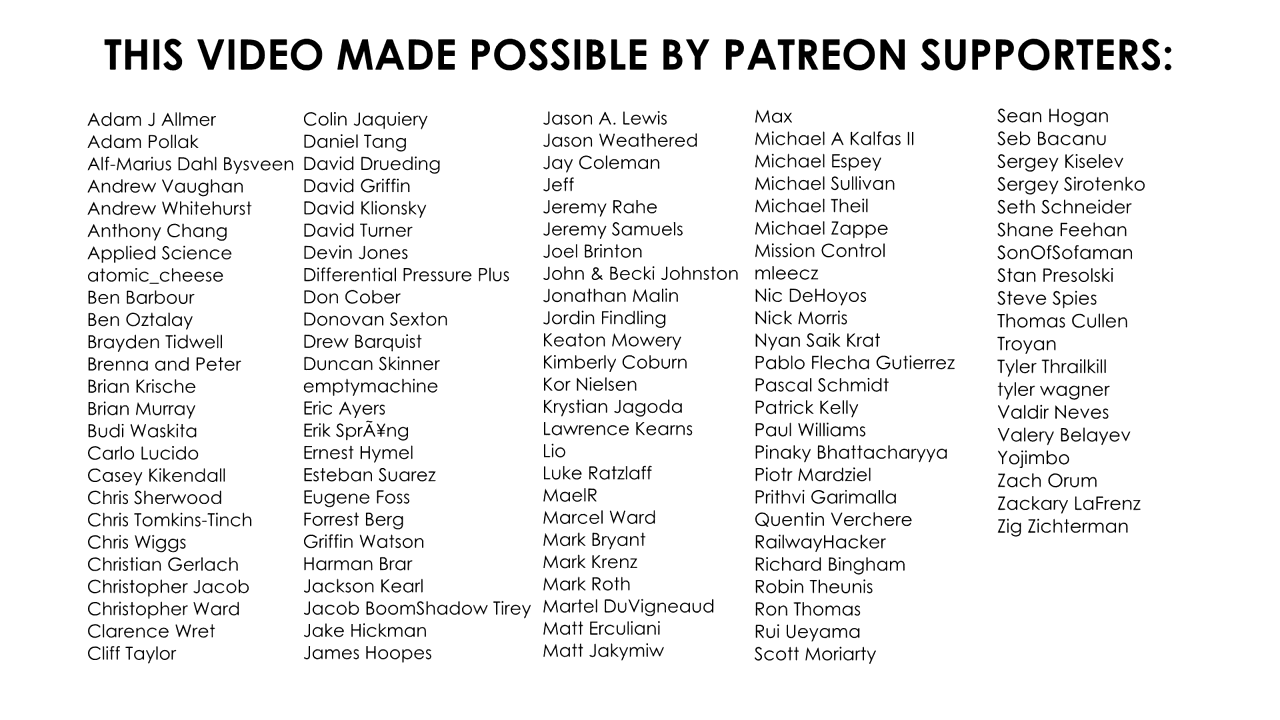 THIS VIDEO MADE POSSIBLE BY PATREON SUPPORTERS:
Adam J Allmer
Adam Pollak
Alf-Marius Dahl Bysveen
Andrew Vaughan
Andrew Whitehurst
Anthony Chang
Applied Science
atomic_cheese
Ben Barbour
Ben Oztalay
Brayden Tidwell
Brenna and Peter
Brian Krische
Brian Murray
Budi Waskita
Carlo Lucido
Casey Kikendall
Chris Sherwood
Chris Tomkins-Tinch
Chris Wiggs
Christian Gerlach
Christopher Jacob
Christopher Ward
Clarence Wret
Cliff Taylor
Colin Jaquiery
Daniel Tang
David Drueding
David Griffin
David Klionsky
David Turner
Devin Jones
Differential Pressure Plus
Don Cober
Donovan Sexton
Drew Barquist
Duncan Skinner
emptymachine
Eric Ayers
Erik SprÃ¥ng
Ernest Hymel
Esteban Suarez
Eugene Foss
Forrest Berg
Griffin Watson
Harman Brar
Jackson Kearl
Jacob BoomShadow Tirey
Jake Hickman
James Hoopes
Jason A. Lewis
Jason Weathered
Jay Coleman
Jeff
Jeremy Rahe
Jeremy Samuels
Joel Brinton
John & Becki Johnston
Jonathan Malin
Jordin Findling
Keaton Mowery
Kimberly Coburn
Kor Nielsen
Krystian Jagoda
Lawrence Kearns
Lio
Luke Ratzlaff
MaelR
Marcel Ward
Mark Bryant
Mark Krenz
Mark Roth
Martel DuVigneaud
Matt Erculiani
Matt Jakymiw
Max
Michael A Kalfas II
Michael Espey
Michael Sullivan
Michael Theil
Michael Zappe
Mission Control
mleecz
Nic DeHoyos
Nick Morris
Nyan Saik Krat
Pablo Flecha Gutierrez
Pascal Schmidt
Patrick Kelly
Paul Williams
Pinaky Bhattacharyya
Piotr Mardziel
Prithvi Garimalla
Quentin Verchere
RailwayHacker
Richard Bingham
Robin Theunis
Ron Thomas
Rui Ueyama
Scott Moriarty
Sean Hogan
Seb Bacanu
Sergey Kiselev
Sergey Sirotenko
Seth Schneider
Shane Feehan
SonOfSofaman
Stan Presolski
Steve Spies
Thomas Cullen
Troyan
Tyler Thrailkill
tyler wagner
Valdir Neves
Valery Belayev
Yojimbo
Zach Orum
Zackary LaFrenz
Zig Zichterman